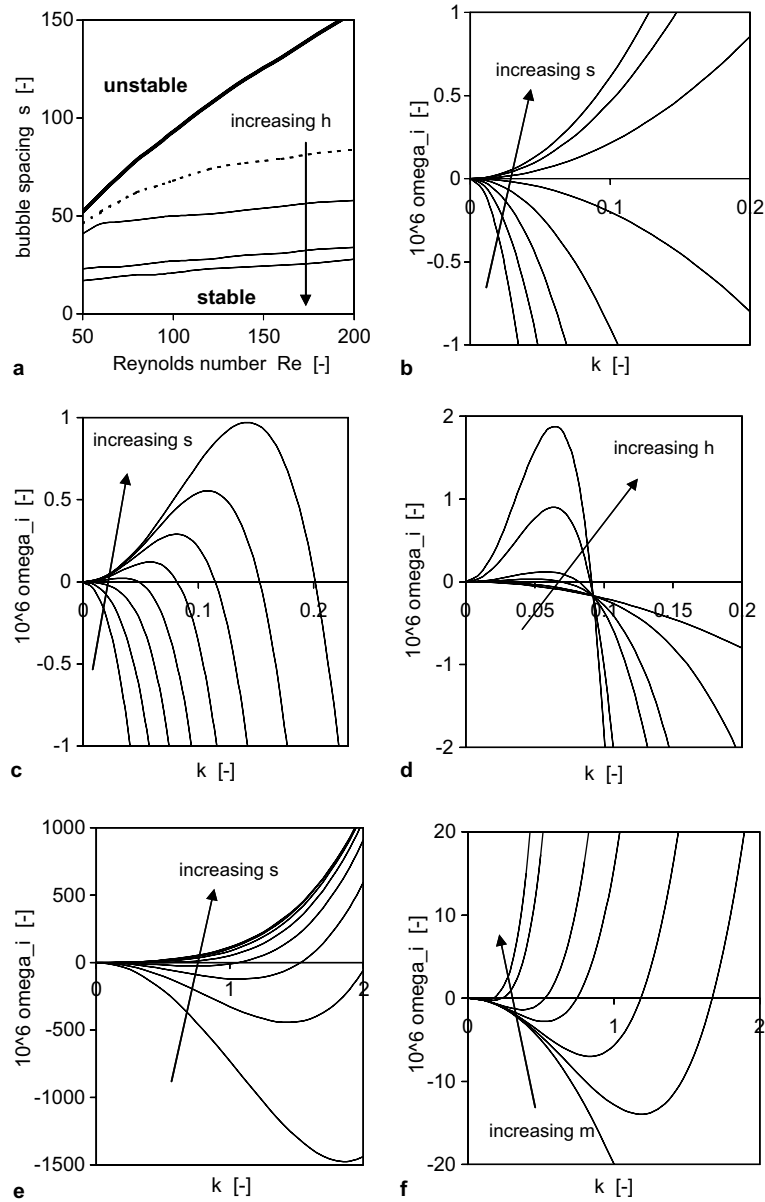 150
100
50
0
bubble spacing s [-]
unstable
increasing h
stable
50
100
150
200
Reynolds number Re [-]
a
1
0.5
0
-0.5
-1
10^6 omega_i [-]
increasing s
0
0.1
0.2
k [-]
b
1
0.5
0
-0.5
-1
10^6 omega_i [-]
increasing s
0
0.1
0.2
k [-]
c
2
1
0
-1
-2
10^6 omega_i [-]
increasing h
0
0.05
0.1
0.15
0.2
k [-]
d
1000
500
0
-500
-1000
-1500
10^6 omega_i [-]
increasing s
0
1
2
k [-]
e
20
10
0
-10
-20
10^6 omega_i [-]
increasing m
0
1
2
k [-]
f